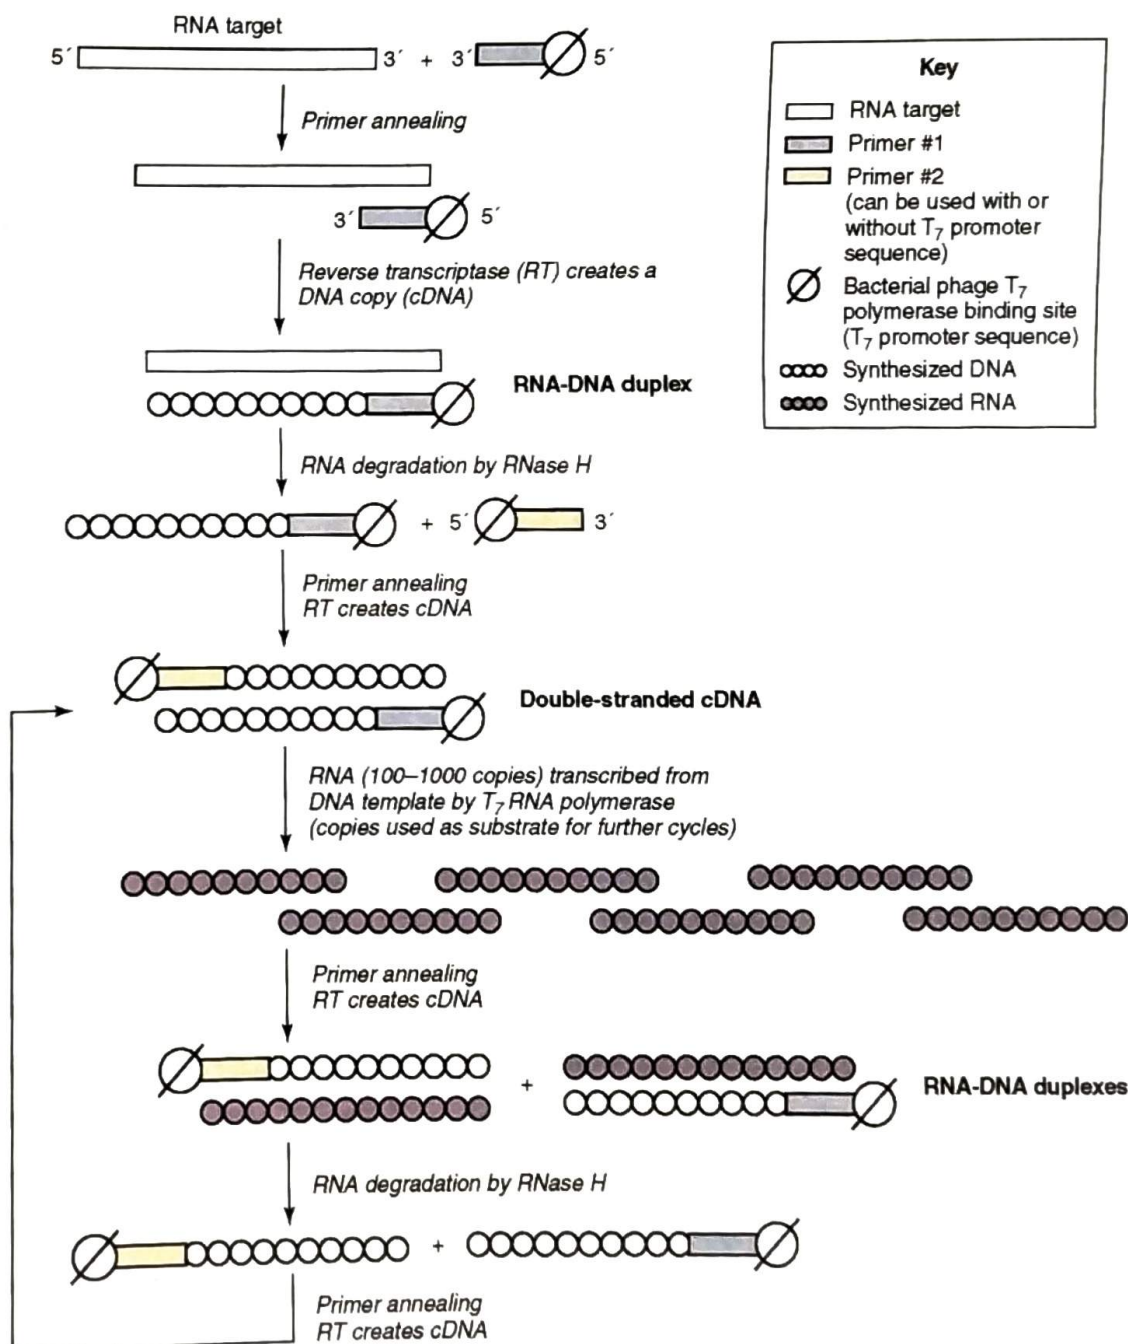 RNA target
5´ 3´ + 3´ 5´
Primer annealing
3´ 5´
Reverse transcriptase (RT) creates a
DNA copy (cDNA)
RNA-DNA duplex
RNA degradation by RNase H
+ 5´ 3´
Primer annealing
RT creates cDNA
Double-stranded cDNA
RNA (100–1000 copies) transcribed from
DNA template by T₇ RNA polymerase
(copies used as substrate for further cycles)
Primer annealing
RT creates cDNA
+
RNA-DNA duplexes
RNA degradation by RNase H
+
Primer annealing
RT creates cDNA
Key
RNA target
Primer #1
Primer #2
(can be used with or
without T₇ promoter
sequence)
Bacterial phage T₇
polymerase binding site
(T₇ promoter sequence)
Synthesized DNA
Synthesized RNA